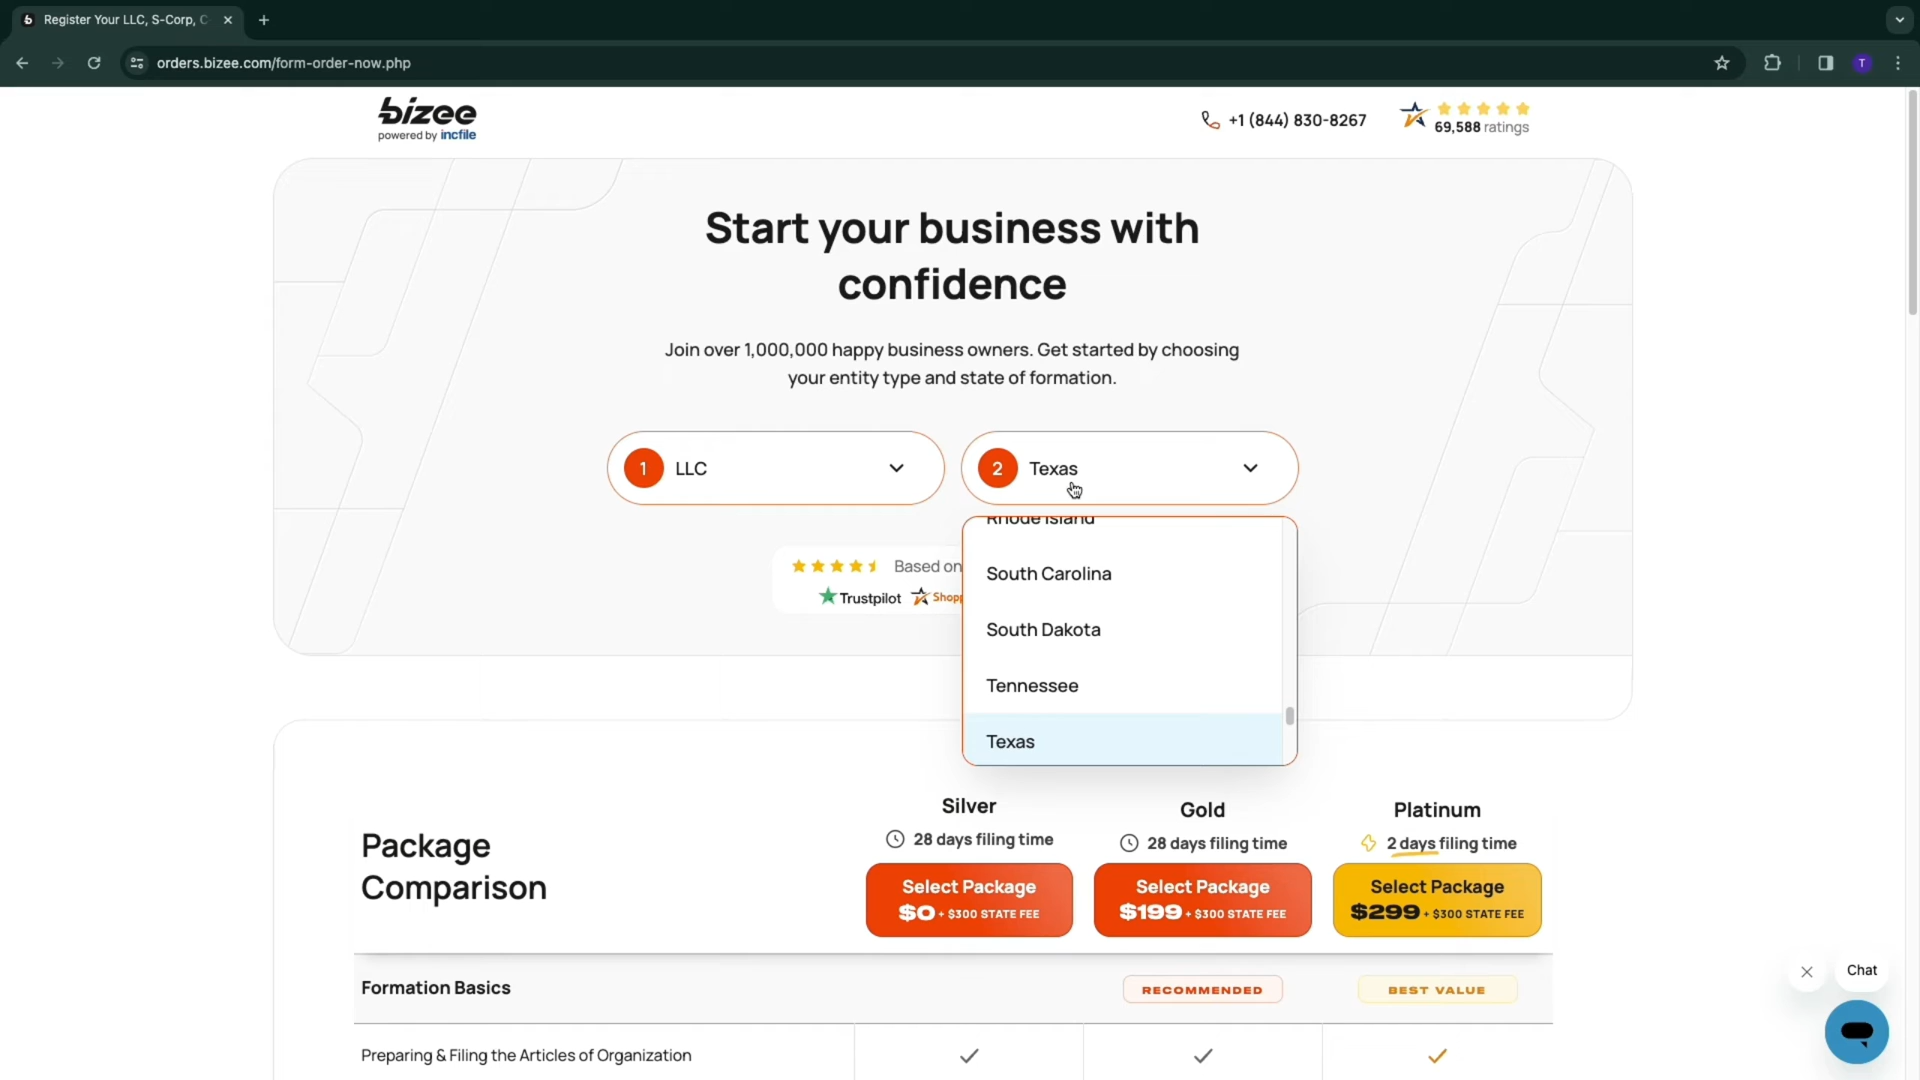 Register Your LLC, S-Corp, C
orders.bizee.com/form-order-now.php
T
bizee
powered by incfile
+1 (844) 830-8267
69,588 ratings
Start your business with
confidence
Join over 1,000,000 happy business owners. Get started by choosing
your entity type and state of formation.
1 LLC
2 Texas
Rhode Island
South Carolina
South Dakota
Tennessee
Texas
Based on
Trustpilot Shopp
Package
Comparison
Silver
28 days filing time
Select Package
$0 + $300 STATE FEE
Gold
28 days filing time
Select Package
$199 + $300 STATE FEE
Platinum
2 days filing time
Select Package
$299 + $300 STATE FEE
Formation Basics
RECOMMENDED
BEST VALUE
Preparing & Filing the Articles of Organization
Chat